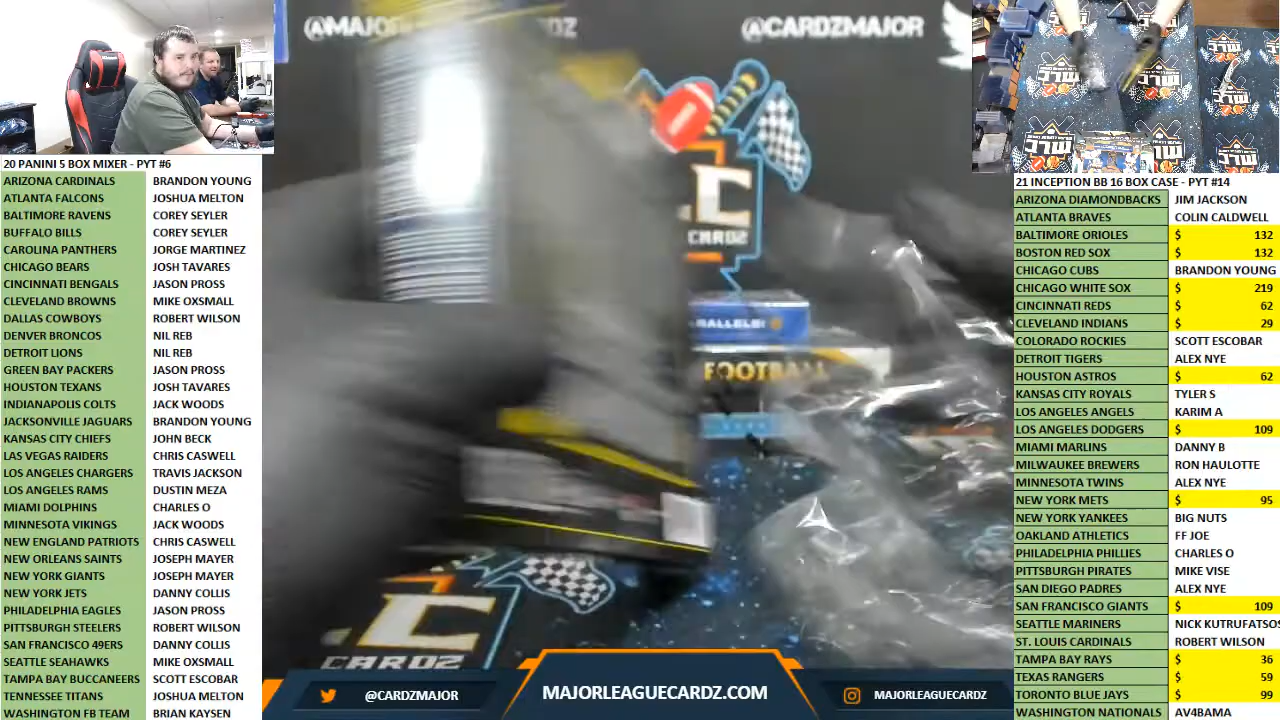 @MAJOR
DZ
@CARDZMAJOR
20 PANINI 5 BOX MIXER - PYT #6
ARIZONA CARDINALS BRANDON YOUNG
ATLANTA FALCONS JOSHUA MELTON
BALTIMORE RAVENS COREY SEYLER
BUFFALO BILLS COREY SEYLER
CAROLINA PANTHERS JORGE MARTINEZ
CHICAGO BEARS JOSH TAVARES
CINCINNATI BENGALS JASON PROSS
CLEVELAND BROWNS MIKE OXSMALL
DALLAS COWBOYS ROBERT WILSON
DENVER BRONCOS NIL REB
DETROIT LIONS NIL REB
GREEN BAY PACKERS JASON PROSS
HOUSTON TEXANS JOSH TAVARES
INDIANAPOLIS COLTS JACK WOODS
JACKSONVILLE JAGUARS BRANDON YOUNG
KANSAS CITY CHIEFS JOHN BECK
LAS VEGAS RAIDERS CHRIS CASWELL
LOS ANGELES CHARGERS TRAVIS JACKSON
LOS ANGELES RAMS DUSTIN MEZA
MIAMI DOLPHINS CHARLES O
MINNESOTA VIKINGS JACK WOODS
NEW ENGLAND PATRIOTS CHRIS CASWELL
NEW ORLEANS SAINTS JOSEPH MAYER
NEW YORK GIANTS JOSEPH MAYER
NEW YORK JETS DANNY COLLIS
PHILADELPHIA EAGLES JASON PROSS
PITTSBURGH STEELERS ROBERT WILSON
SAN FRANCISCO 49ERS DANNY COLLIS
SEATTLE SEAHAWKS MIKE OXSMALL
TAMPA BAY BUCCANEERS SCOTT ESCOBAR
TENNESSEE TITANS JOSHUA MELTON
WASHINGTON FB TEAM BRIAN KAYSEN
C
CARDZ
FOOTBALL
C
CARDZ
@CARDZMAJOR
MAJORLEAGUECARDZ.COM
MAJORLEAGUECARDZ
21 INCEPTION BB 16 BOX CASE - PYT #14
ARIZONA DIAMONDBACKS JIM JACKSON
ATLANTA BRAVES COLIN CALDWELL
BALTIMORE ORIOLES $ 132
BOSTON RED SOX $ 132
CHICAGO CUBS BRANDON YOUNG
CHICAGO WHITE SOX $ 219
CINCINNATI REDS $ 62
CLEVELAND INDIANS $ 29
COLORADO ROCKIES SCOTT ESCOBAR
DETROIT TIGERS ALEX NYE
HOUSTON ASTROS $ 62
KANSAS CITY ROYALS TYLER S
LOS ANGELES ANGELS KARIM A
LOS ANGELES DODGERS $ 109
MIAMI MARLINS DANNY B
MILWAUKEE BREWERS RON HAULOTTE
MINNESOTA TWINS ALEX NYE
NEW YORK METS $ 95
NEW YORK YANKEES BIG NUTS
OAKLAND ATHLETICS FF JOE
PHILADELPHIA PHILLIES CHARLES O
PITTSBURGH PIRATES MIKE VISE
SAN DIEGO PADRES ALEX NYE
SAN FRANCISCO GIANTS $ 109
SEATTLE MARINERS NICK KUTRUFATSOS
ST. LOUIS CARDINALS ROBERT WILSON
TAMPA BAY RAYS $ 36
TEXAS RANGERS $ 59
TORONTO BLUE JAYS $ 99
WASHINGTON NATIONALS AV4BAMA